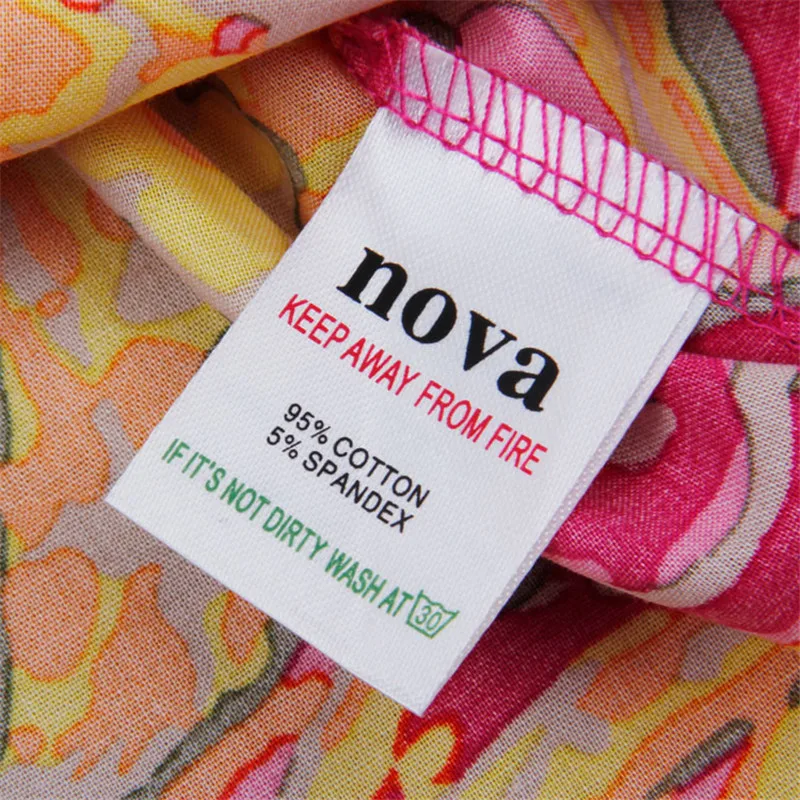 nova
KEEP AWAY FROM FIRE
95% COTTON
5% SPANDEX
IF IT'S NOT DIRTY WASH AT 30